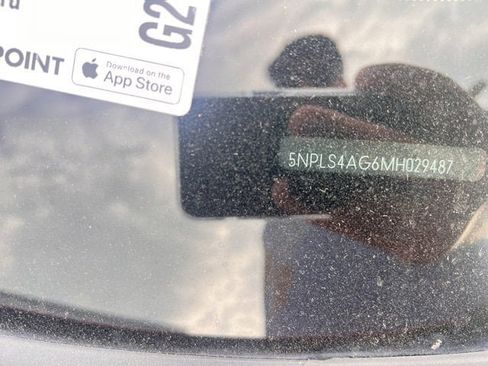 G2
POINT
Download on the
App Store
5NPLS4AG6MH029487